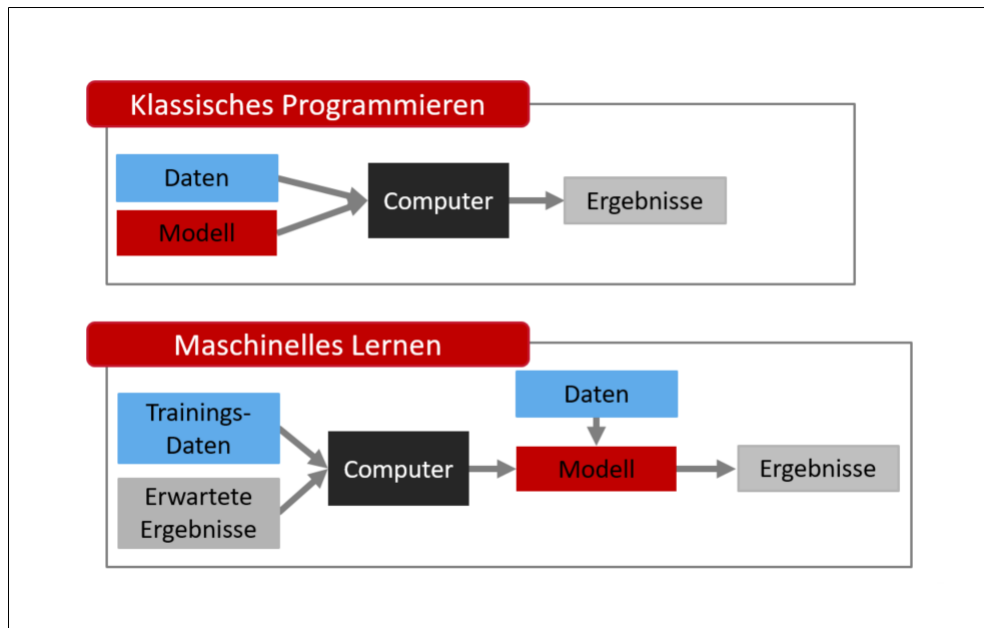 Klassisches Programmieren
Daten
Modell
Computer
Ergebnisse
Maschinelles Lernen
Trainings-
Daten
Erwartete
Ergebnisse
Computer
Daten
Modell
Ergebnisse